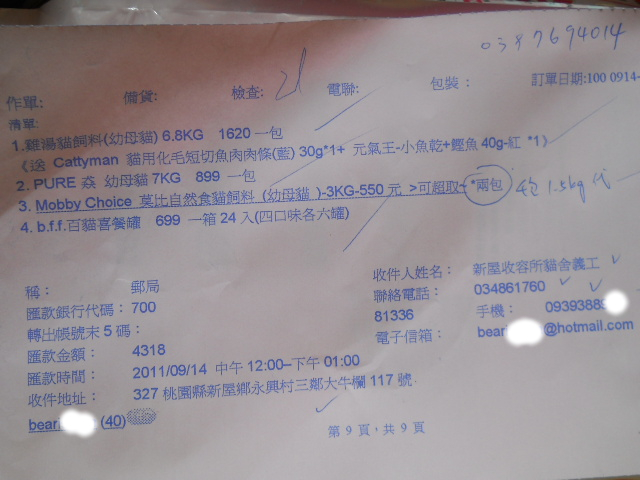 0387694014
作單: 備貨: 檢查: 電聯: 包裝: 訂單日期:100 0914-
清單:
1.雞湯貓飼料(幼母貓) 6.8KG 1620 一包
《送 Cattyman 貓用化毛短切魚肉肉條(藍) 30g*1+ 元氣王-小魚乾+鰹魚 40g-紅 *1》
2. PURE 猋 幼母貓 7KG 899 一包
3. Mobby Choice 莫比自然食貓飼料 (幼母貓 )-3KG-550 元 >可超取~ *兩包 4包 1.5kg 代
4. b.f.f.百貓喜餐罐 699 一箱 24 入(四口味各六罐)
稱: 郵局
匯款銀行代碼: 700
轉出帳號末 5 碼:
匯款金額: 4318
匯款時間: 2011/09/14 中午 12:00--下午 01:00
收件地址: 327 桃園縣新屋鄉永興村三鄰大牛欄 117 號
bear (40)
收件人姓名: 新屋收容所貓舍義工
聯絡電話: 034861760
81336 手機: 09393889
電子信箱: bear @hotmail.com
第 9 頁，共 9 頁